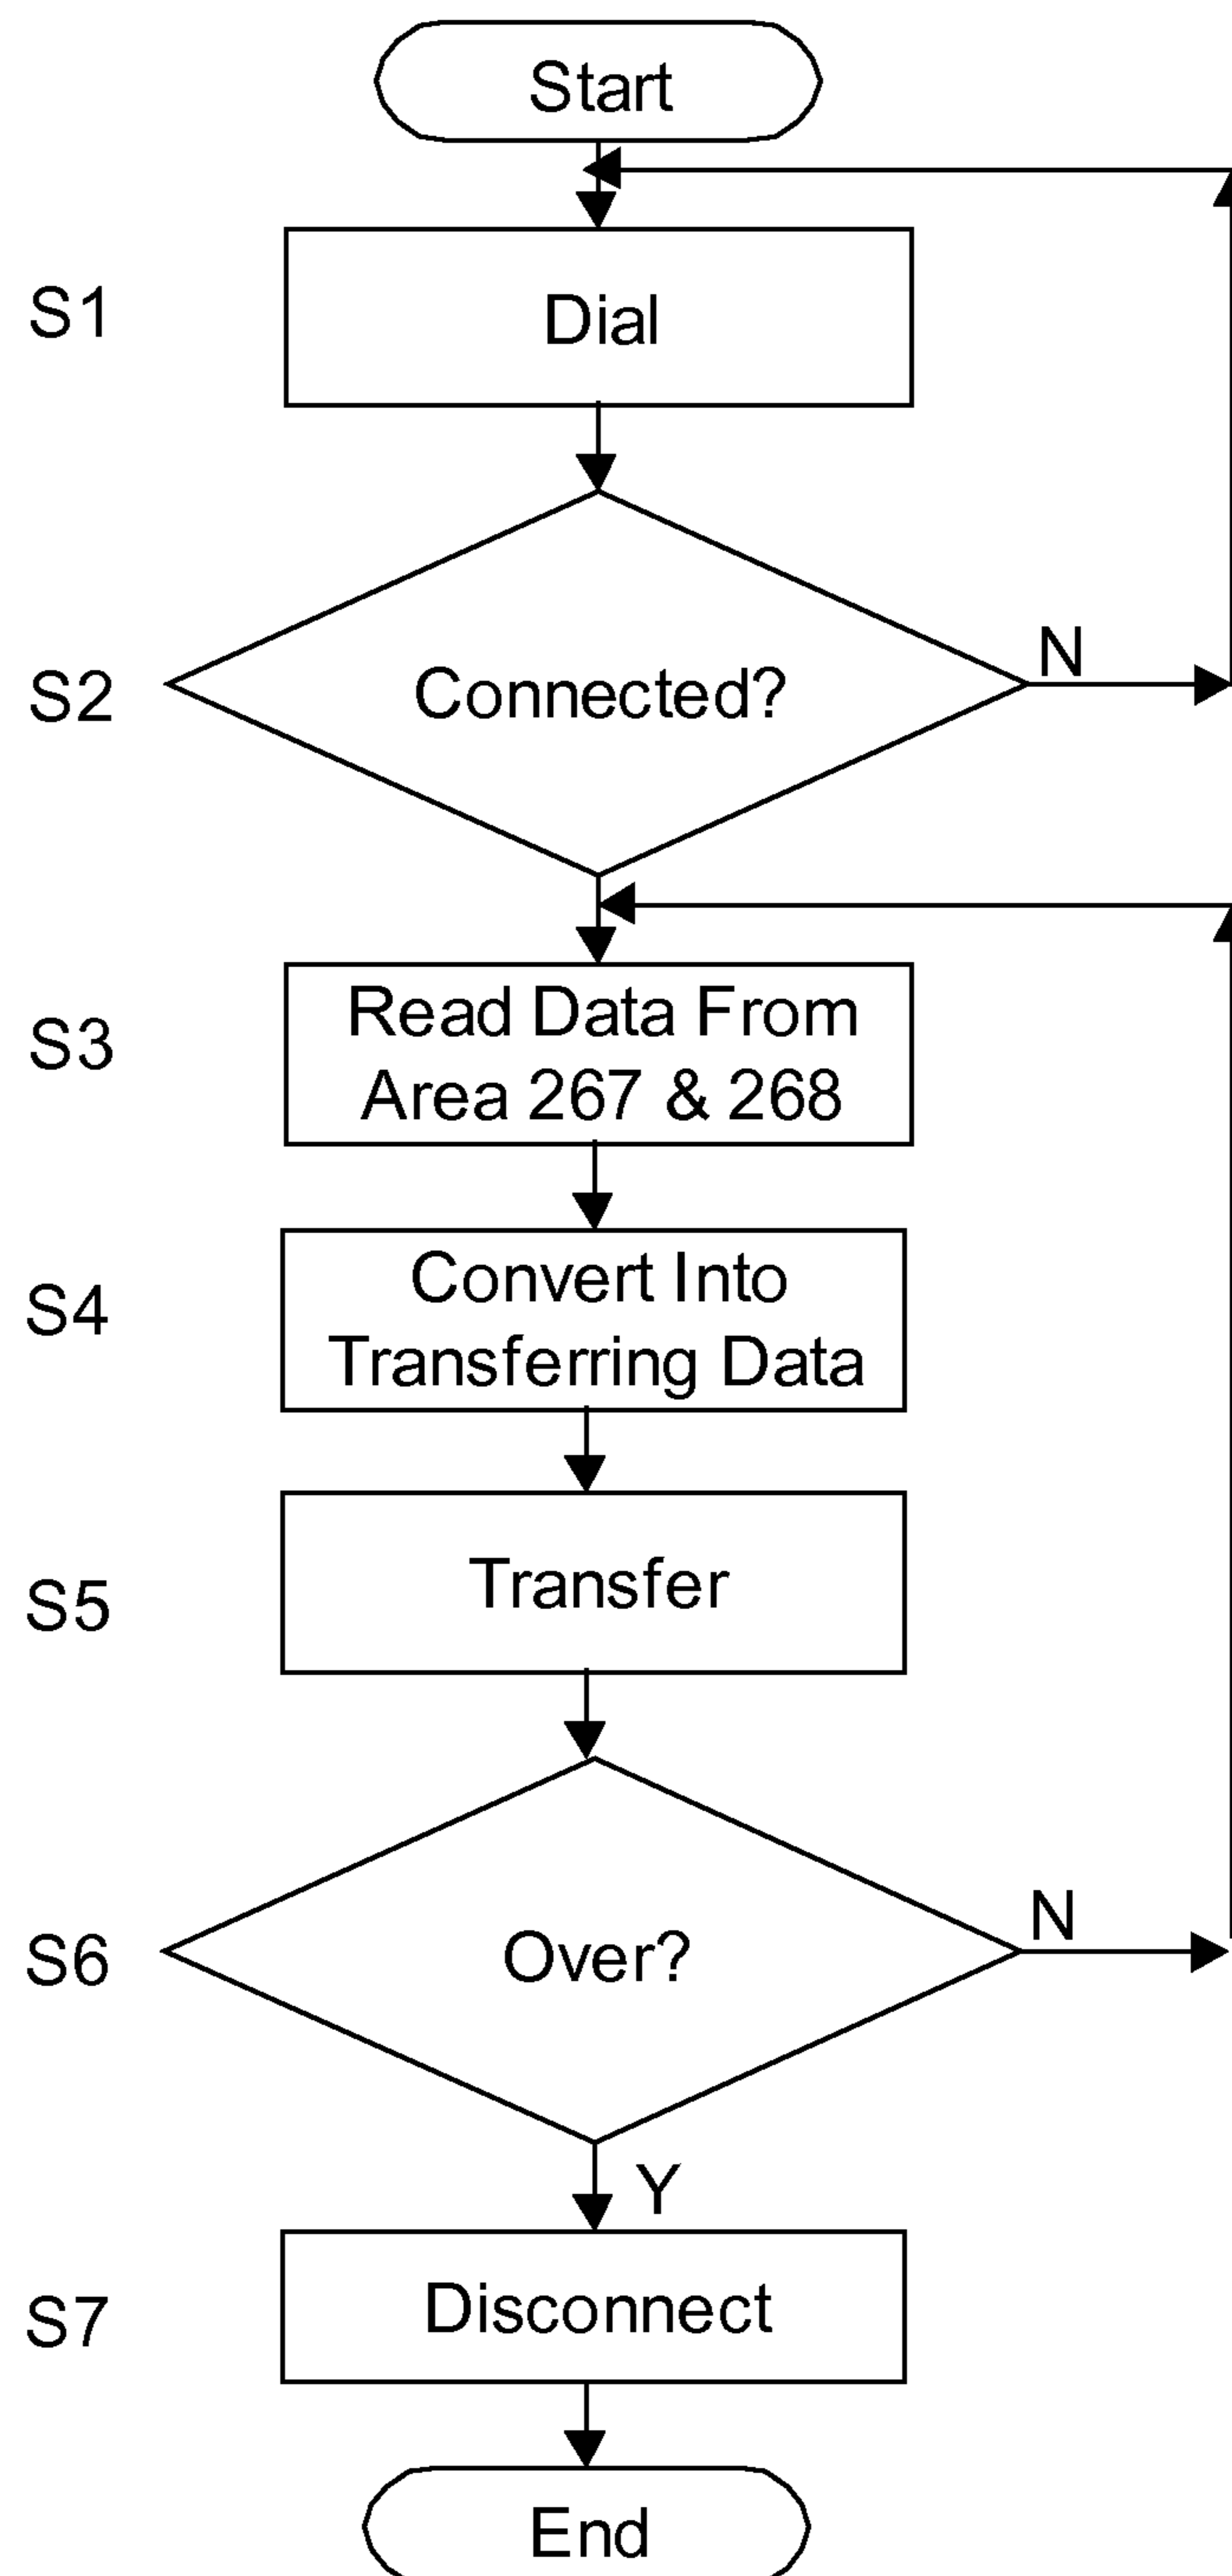 Start
S1
Dial
S2
Connected?
N
S3
Read Data From
Area 267 & 268
S4
Convert Into
Transferring Data
S5
Transfer
S6
Over?
N
Y
S7
Disconnect
End